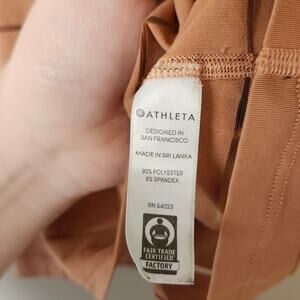 ATHLETA
DESIGNED IN
SAN FRANCISCO
MADE IN SRI LANKA
92% POLYESTER
8% SPANDEX
RN 54023
FAIR TRADE
CERTIFIED
FACTORY